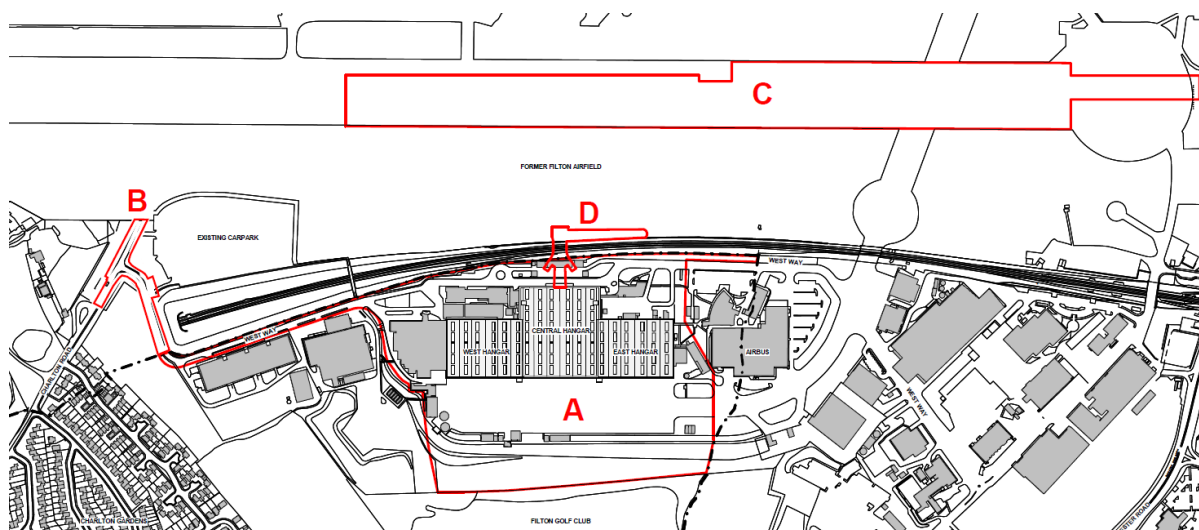 C
FORMER FILTON AIRFIELD
B
D
EXISTING CARPARK
WEST WAY
WEST WAY
CENTRAL HANGAR
WEST HANGAR
EAST HANGAR
AIRBUS
CHARLTON ROAD
WEST WAY
A
CHARLTON GARDENS
FILTON GOLF CLUB